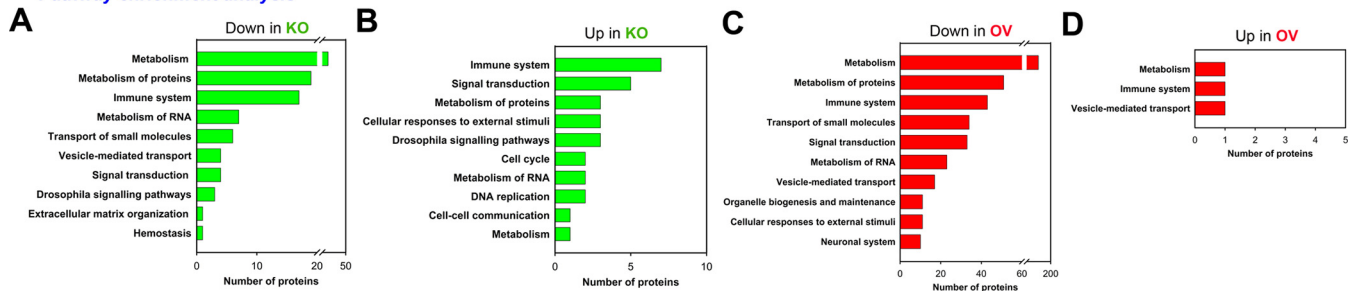 Pathway enrichment analysis
A
Down in KO
Metabolism
Metabolism of proteins
Immune system
Metabolism of RNA
Transport of small molecules
Vesicle-mediated transport
Signal transduction
Drosophila signalling pathways
Extracellular matrix organization
Hemostasis
0 10 20 50
Number of proteins
B
Up in KO
Immune system
Signal transduction
Metabolism of proteins
Cellular responses to external stimuli
Drosophila signalling pathways
Cell cycle
Metabolism of RNA
DNA replication
Cell-cell communication
Metabolism
0 5 10
Number of proteins
C
Down in OV
Metabolism
Metabolism of proteins
Immune system
Transport of small molecules
Signal transduction
Metabolism of RNA
Vesicle-mediated transport
Organelle biogenesis and maintenance
Cellular responses to external stimuli
Neuronal system
0 20 40 60 200
Number of proteins
D
Up in OV
Metabolism
Immune system
Vesicle-mediated transport
0 1 2 3 4 5
Number of proteins